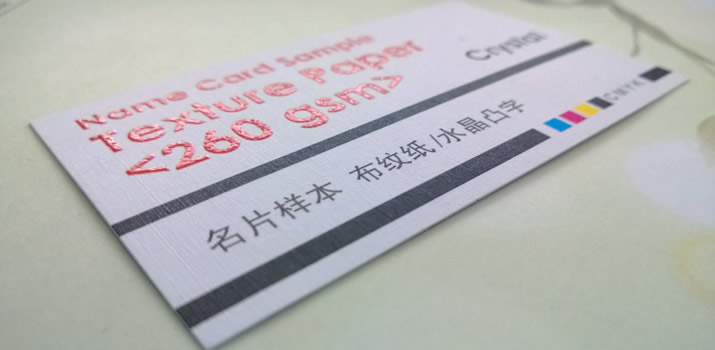 Name Card Sample
Texture Paper
<260 gsm>
Crystal
名片样本 布纹纸/水晶凸字
CMYK